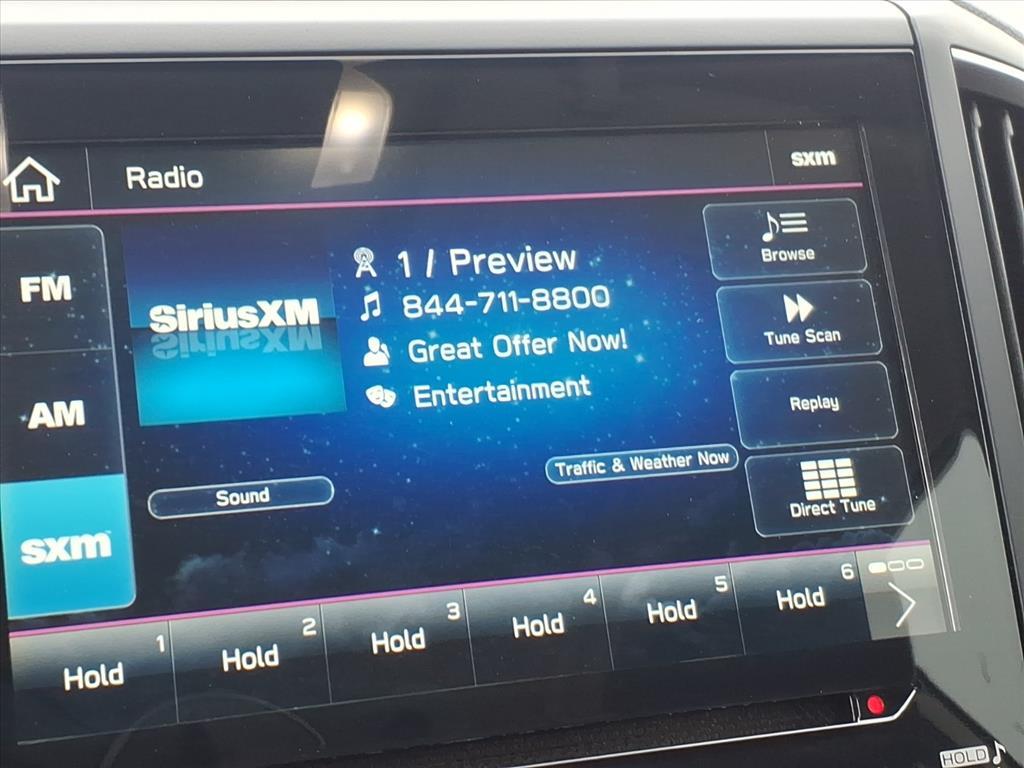 Radio
sxm
FM
AM
sxm
SiriusXM
1 / Preview
844-711-8800
Great Offer Now!
Entertainment
Sound
Traffic & Weather Now
Browse
Tune Scan
Replay
Direct Tune
1
Hold
2
Hold
3
Hold
4
Hold
5
Hold
6
Hold
HOLD